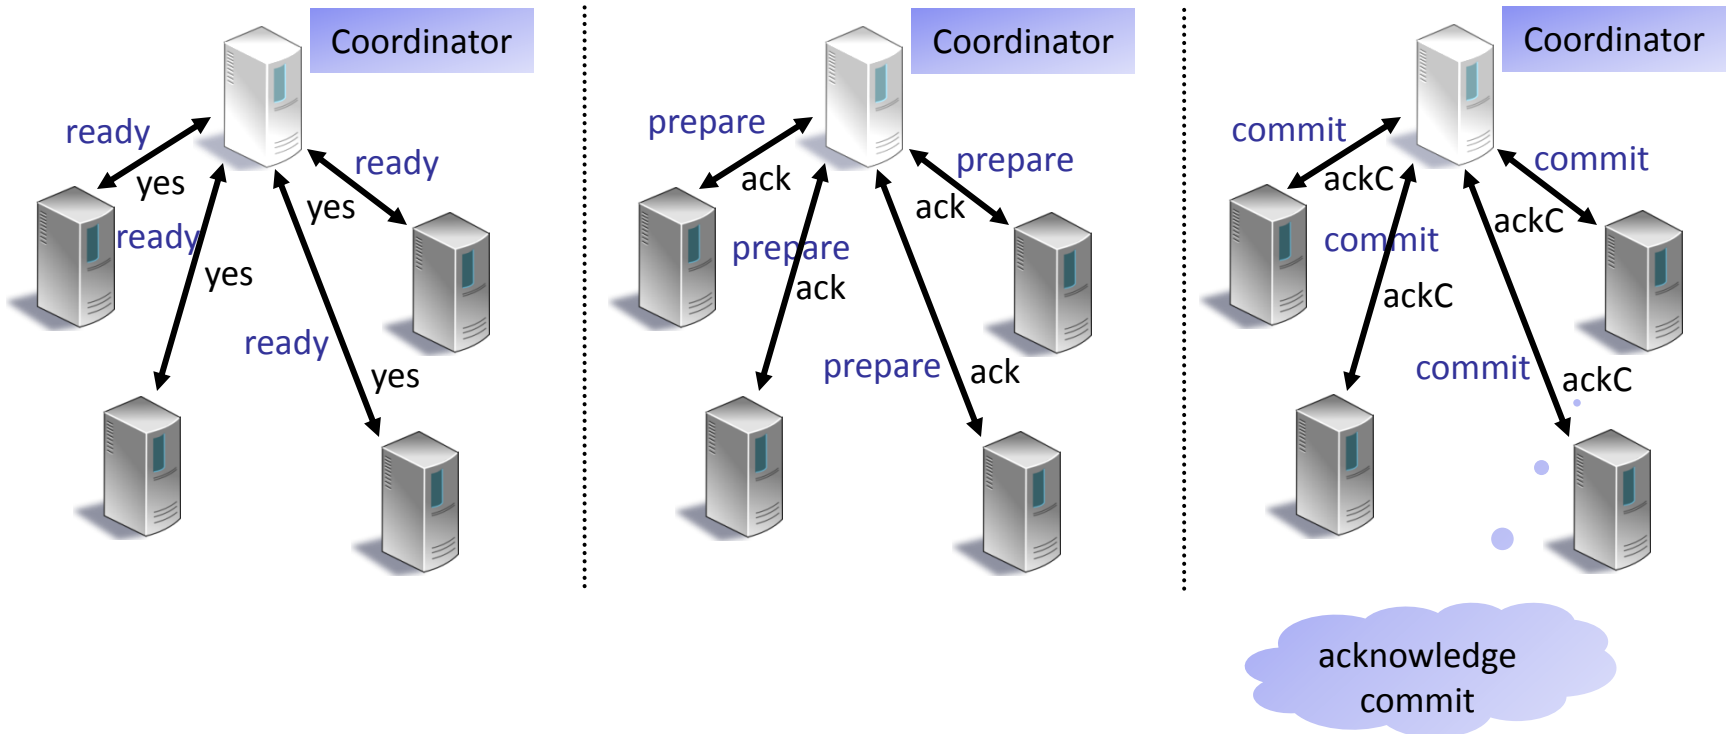 Coordinator
ready
ready
yes
yes
ready
yes
ready
yes
Coordinator
prepare
prepare
ack
ack
prepare
ack
prepare
ack
Coordinator
commit
commit
ackC
ackC
commit
ackC
commit
ackC
acknowledge
commit